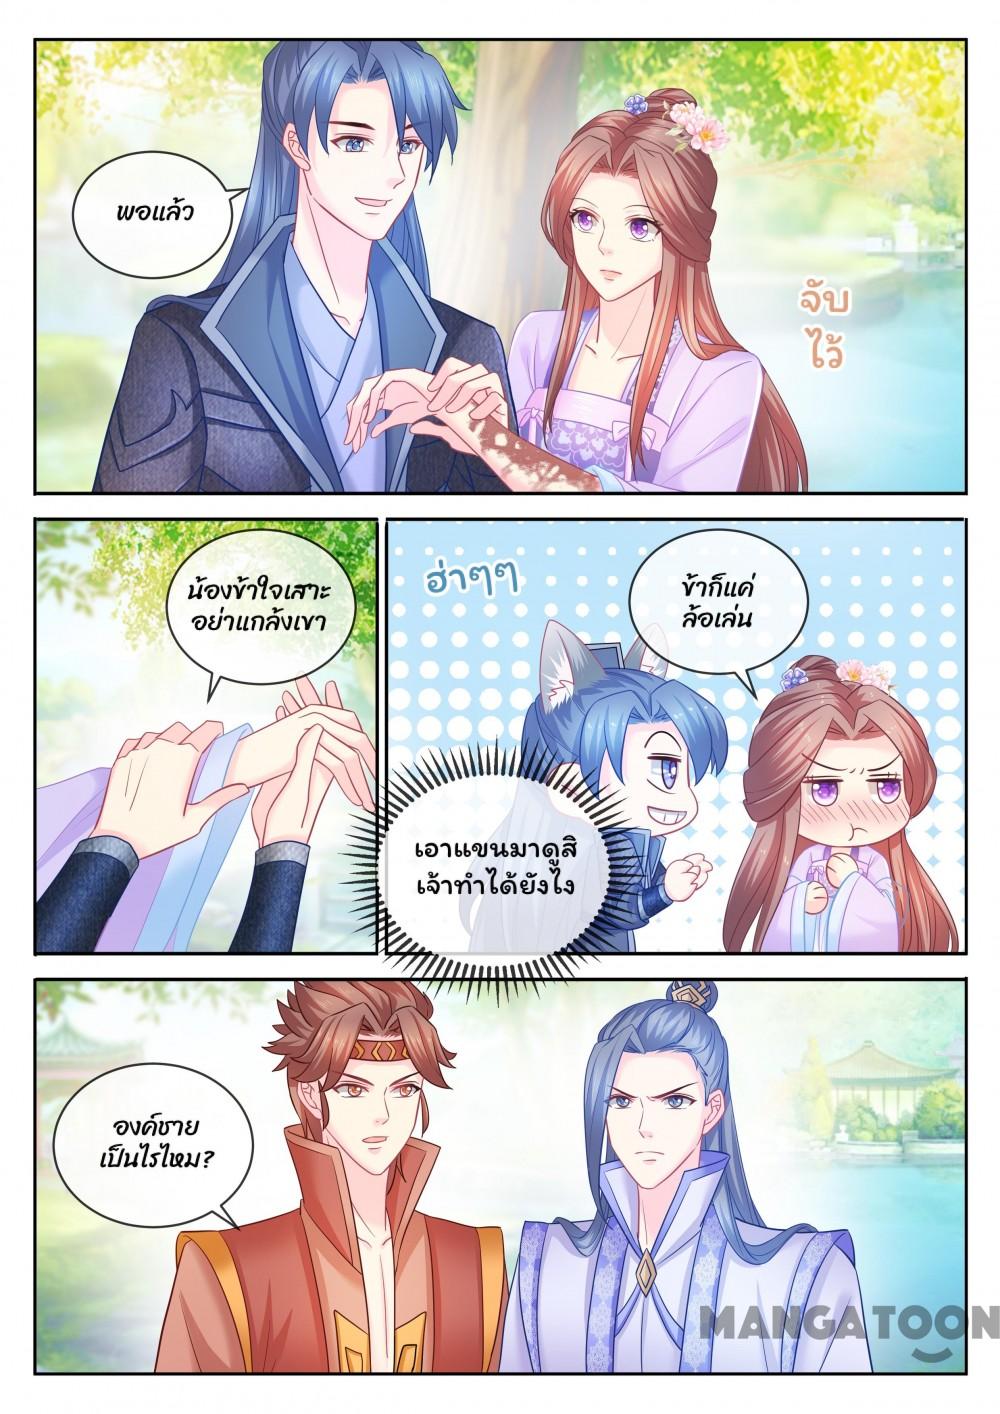 พอแล้ว
จับ
ไว้
น้องข้าใจเสาะ
อย่าแกล้งเขา
ฮ่าๆๆ
ข้าก็แค่
ล้อเล่น
เอาแขนมาดูสิ
เจ้าทำได้ยังไง
องค์ชาย
เป็นไรไหม?
MANGATOON